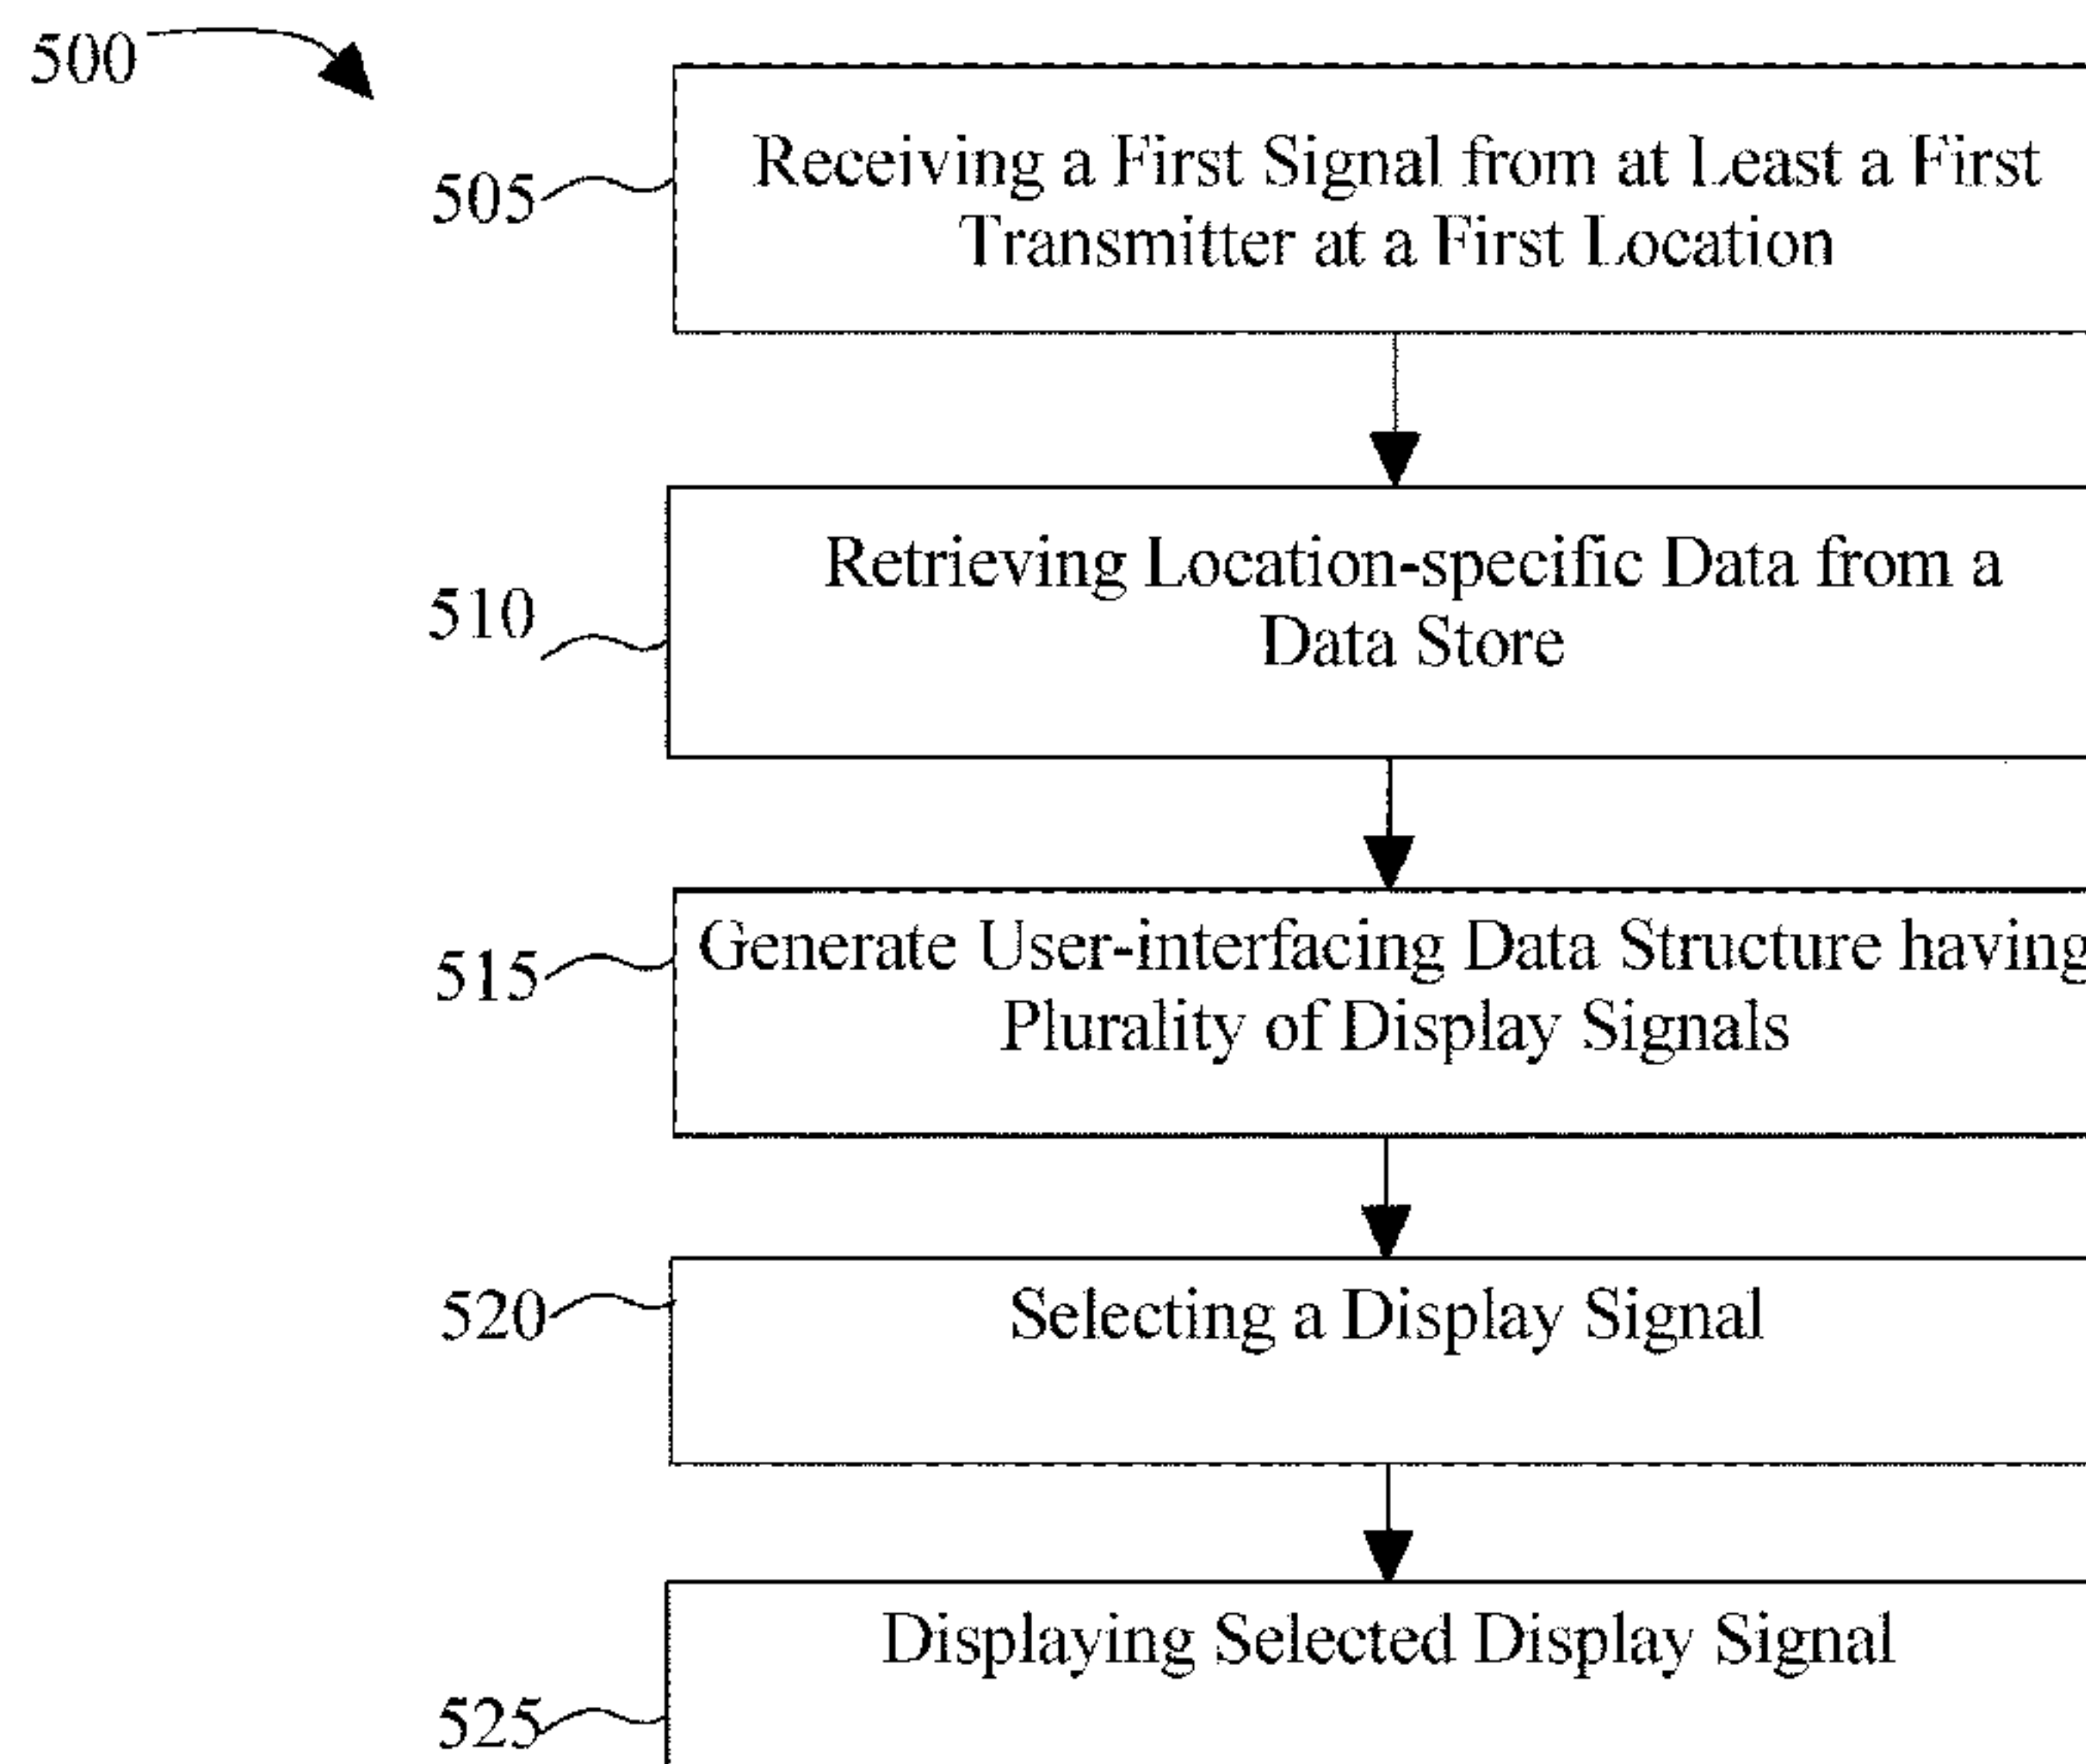 500
505
Receiving a First Signal from at Least a First
Transmitter at a First Location
510
Retrieving Location-specific Data from a
Data Store
515
Generate User-interfacing Data Structure having
Plurality of Display Signals
520
Selecting a Display Signal
Displaying Selected Display Signal
525